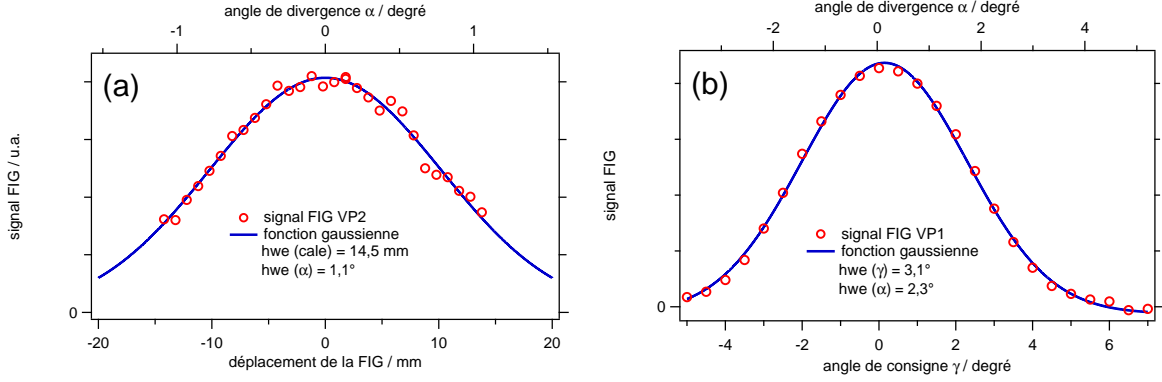 angle de divergence α / degré
-1 0 1
(a)
signal FIG / u.a.
signal FIG VP2
fonction gaussienne
hwe (cale) = 14,5 mm
hwe (α) = 1,1°
0
-20 -10 0 10 20
déplacement de la FIG / mm
angle de divergence α / degré
-2 0 2 4
(b)
signal FIG
signal FIG VP1
fonction gaussienne
hwe (γ) = 3,1°
hwe (α) = 2,3°
0
-4 -2 0 2 4 6
angle de consigne γ / degré